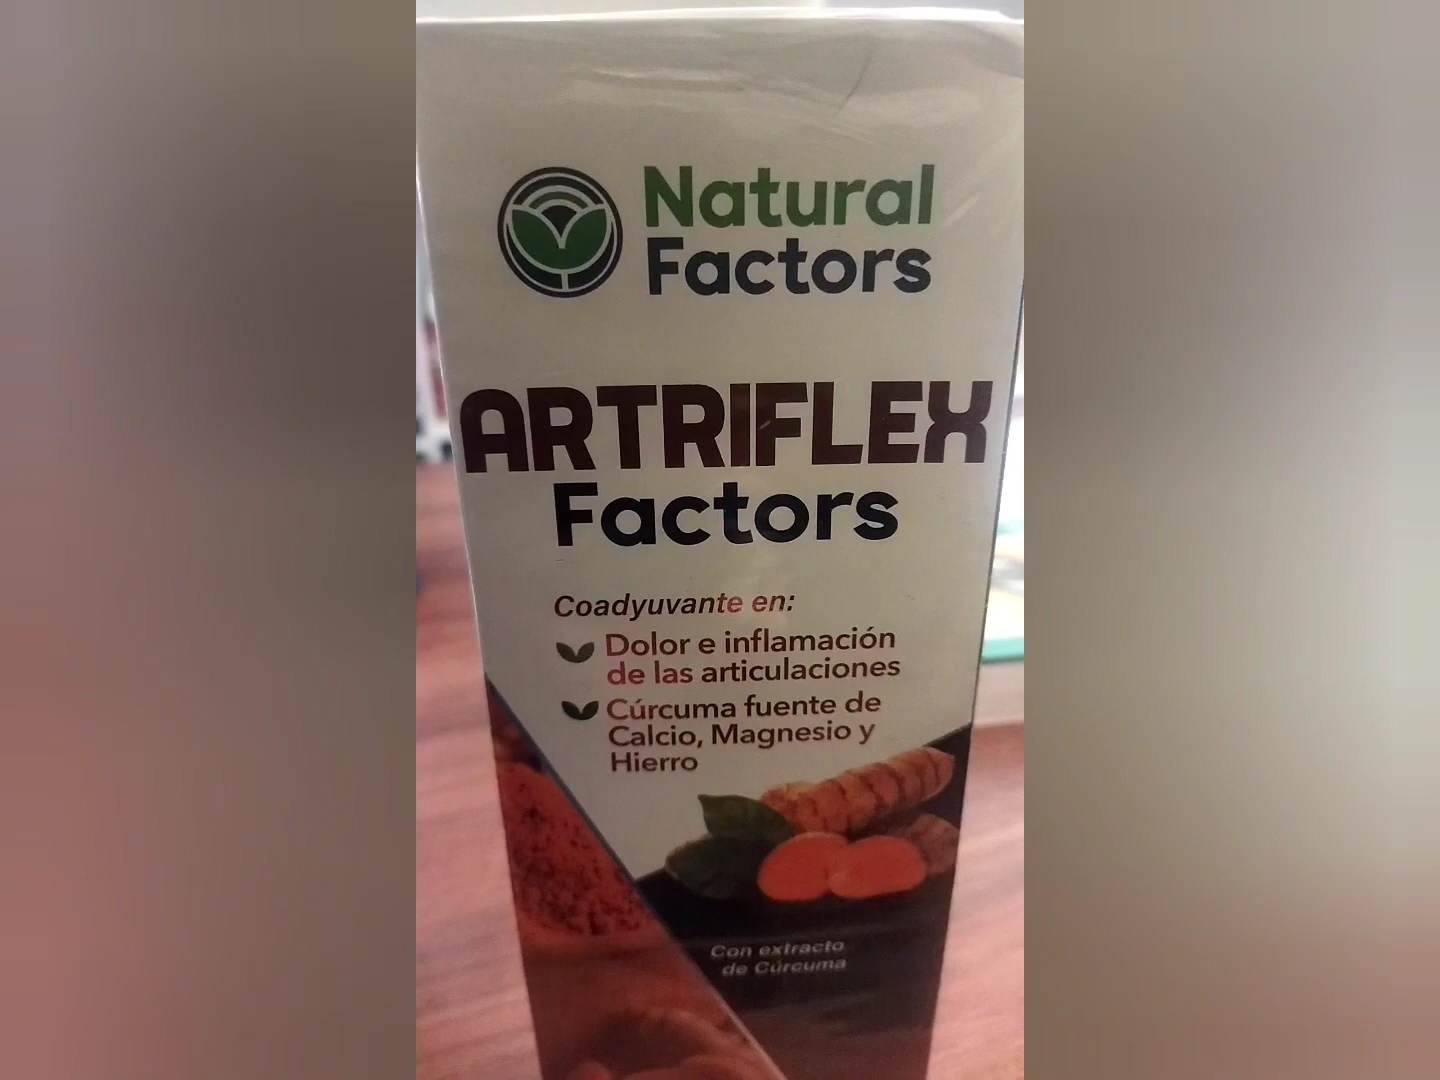 Natural
Factors
ARTRIFLEX
Factors
Coadyuvante en:
Dolor e inflamación
de las articulaciones
Cúrcuma fuente de
Calcio, Magnesio y
Hierro
Con extracto
de Cúrcuma